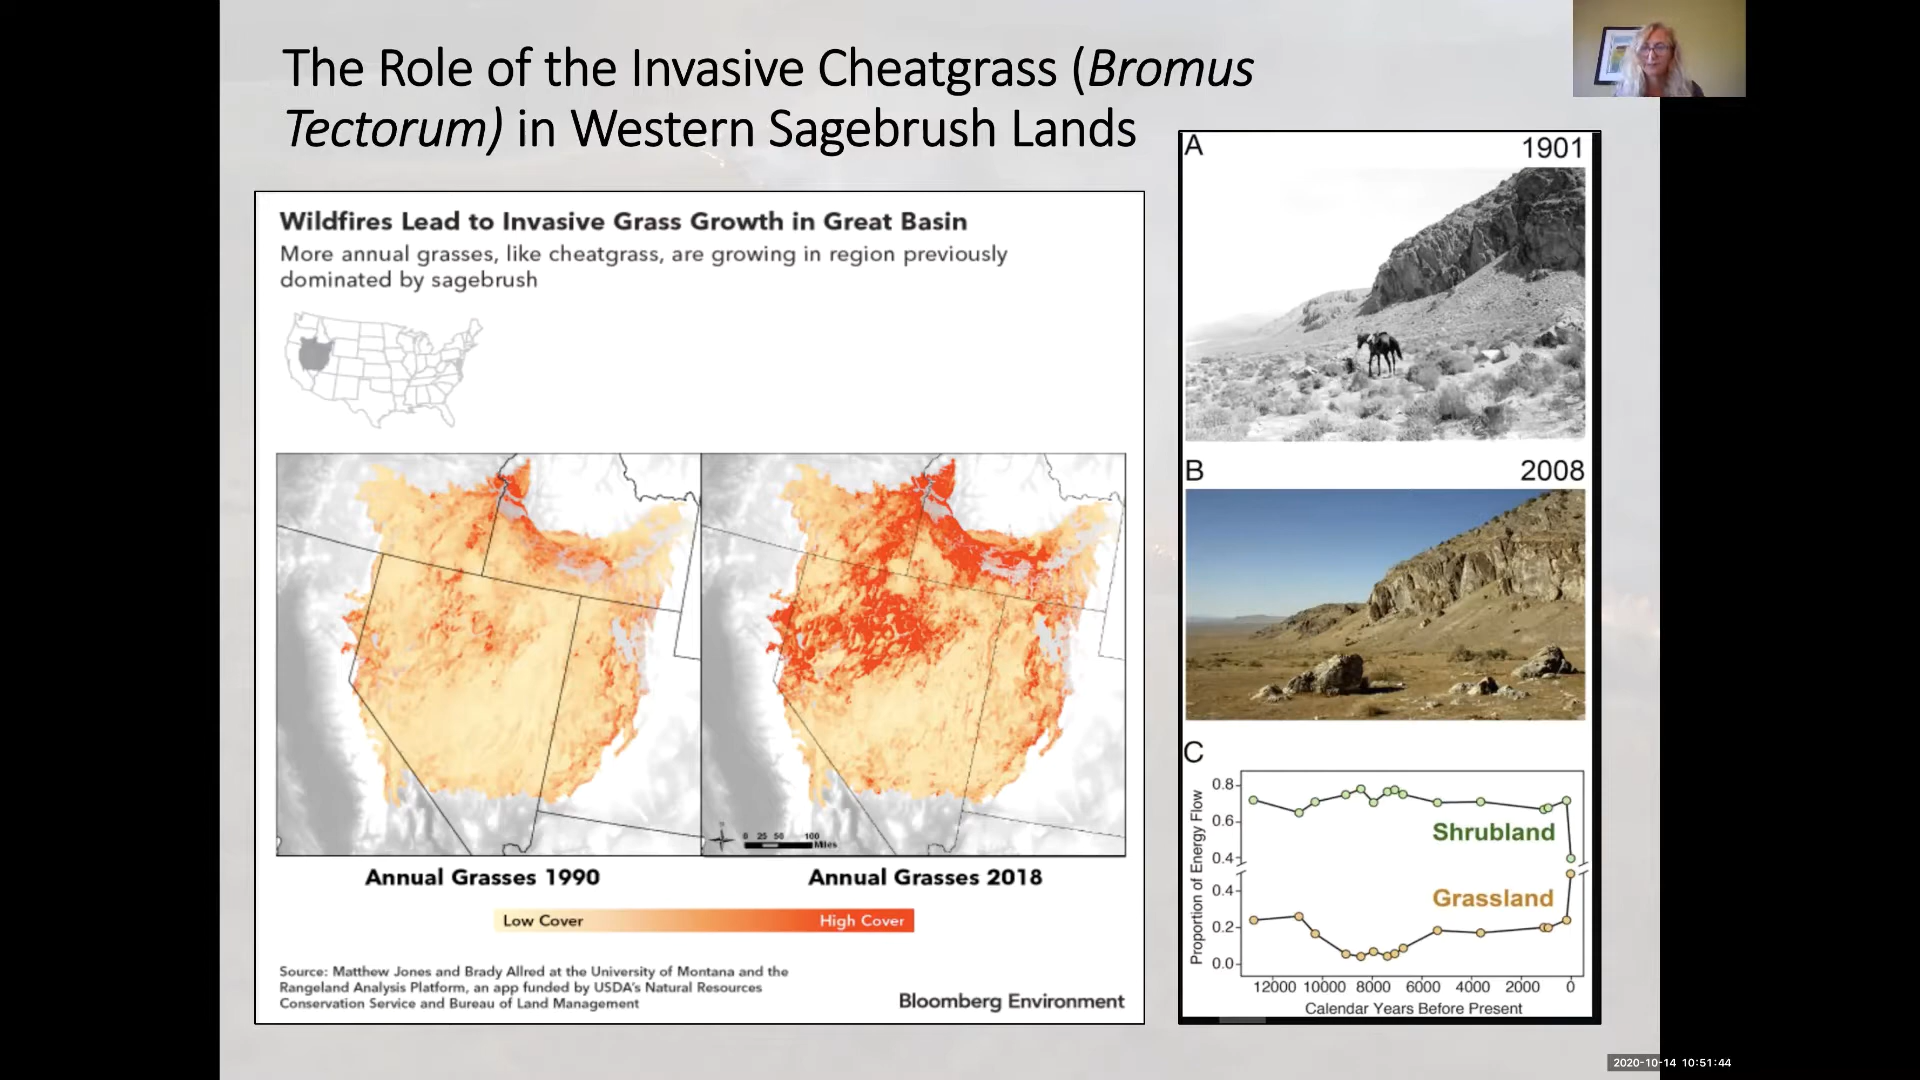 The Role of the Invasive Cheatgrass (Bromus
Tectorum) in Western Sagebrush Lands
Wildfires Lead to Invasive Grass Growth in Great Basin
More annual grasses, like cheatgrass, are growing in region previously
dominated by sagebrush
0 25 50 100
Miles
Annual Grasses 1990
Annual Grasses 2018
Low Cover
High Cover
Source: Matthew Jones and Brady Allred at the University of Montana and the
Rangeland Analysis Platform, an app funded by USDA's Natural Resources
Conservation Service and Bureau of Land Management
Bloomberg Environment
A
1901
B
2008
C
Proportion of Energy Flow
0.8
0.6
0.4
0.4
0.2
0.0
Shrubland
Grassland
12000 10000 8000 6000 4000 2000 0
Calendar Years Before Present
2020-10-14 10:51:44